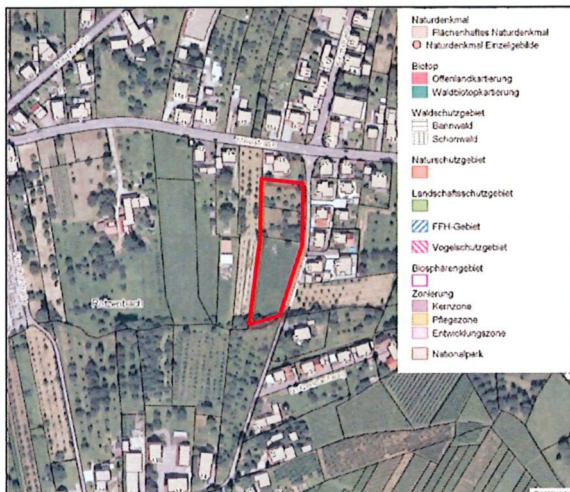 Naturdenkmal
Flächenhaftes Naturdenkmal
Naturdenkmal Einzelgebilde
Biotop
Offenlandkartierung
Waldbiotopkartierung
Waldschutzgebiet
Bannwald
Schonwald
Naturschutzgebiet
Landschaftsschutzgebiet
FFH-Gebiet
Vogelschutzgebiet
Biosphärengebiet
Zonierung
Kernzone
Pflegezone
Entwicklungszone
Nationalpark